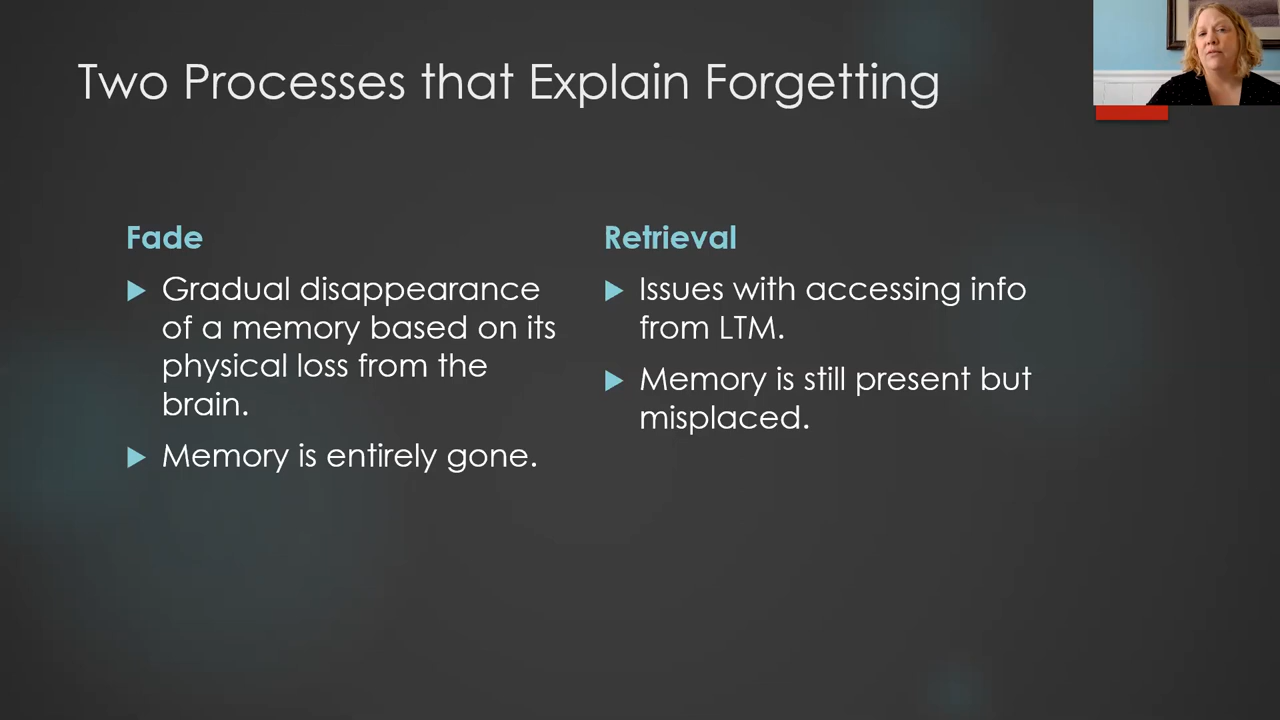 Two Processes that Explain Forgetting
Fade
Gradual disappearance
of a memory based on its
physical loss from the
brain.
Memory is entirely gone.
Retrieval
Issues with accessing info
from LTM.
Memory is still present but
misplaced.